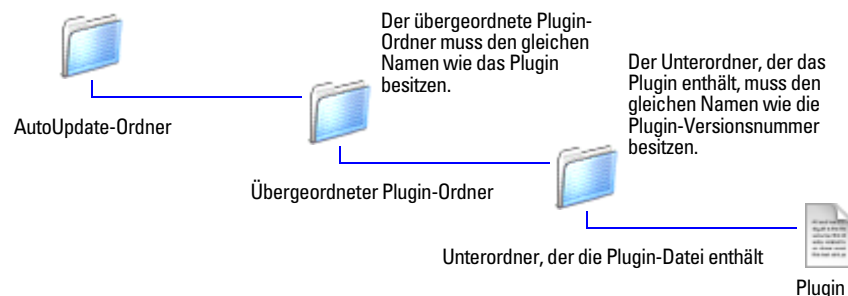 Der übergeordnete Plugin-
Ordner muss den gleichen
Namen wie das Plugin
besitzen.
Der Unterordner, der das
Plugin enthält, muss den
gleichen Namen wie die
Plugin-Versionsnummer
besitzen.
AutoUpdate-Ordner
Übergeordneter Plugin-Ordner
Unterordner, der die Plugin-Datei enthält
Plugin